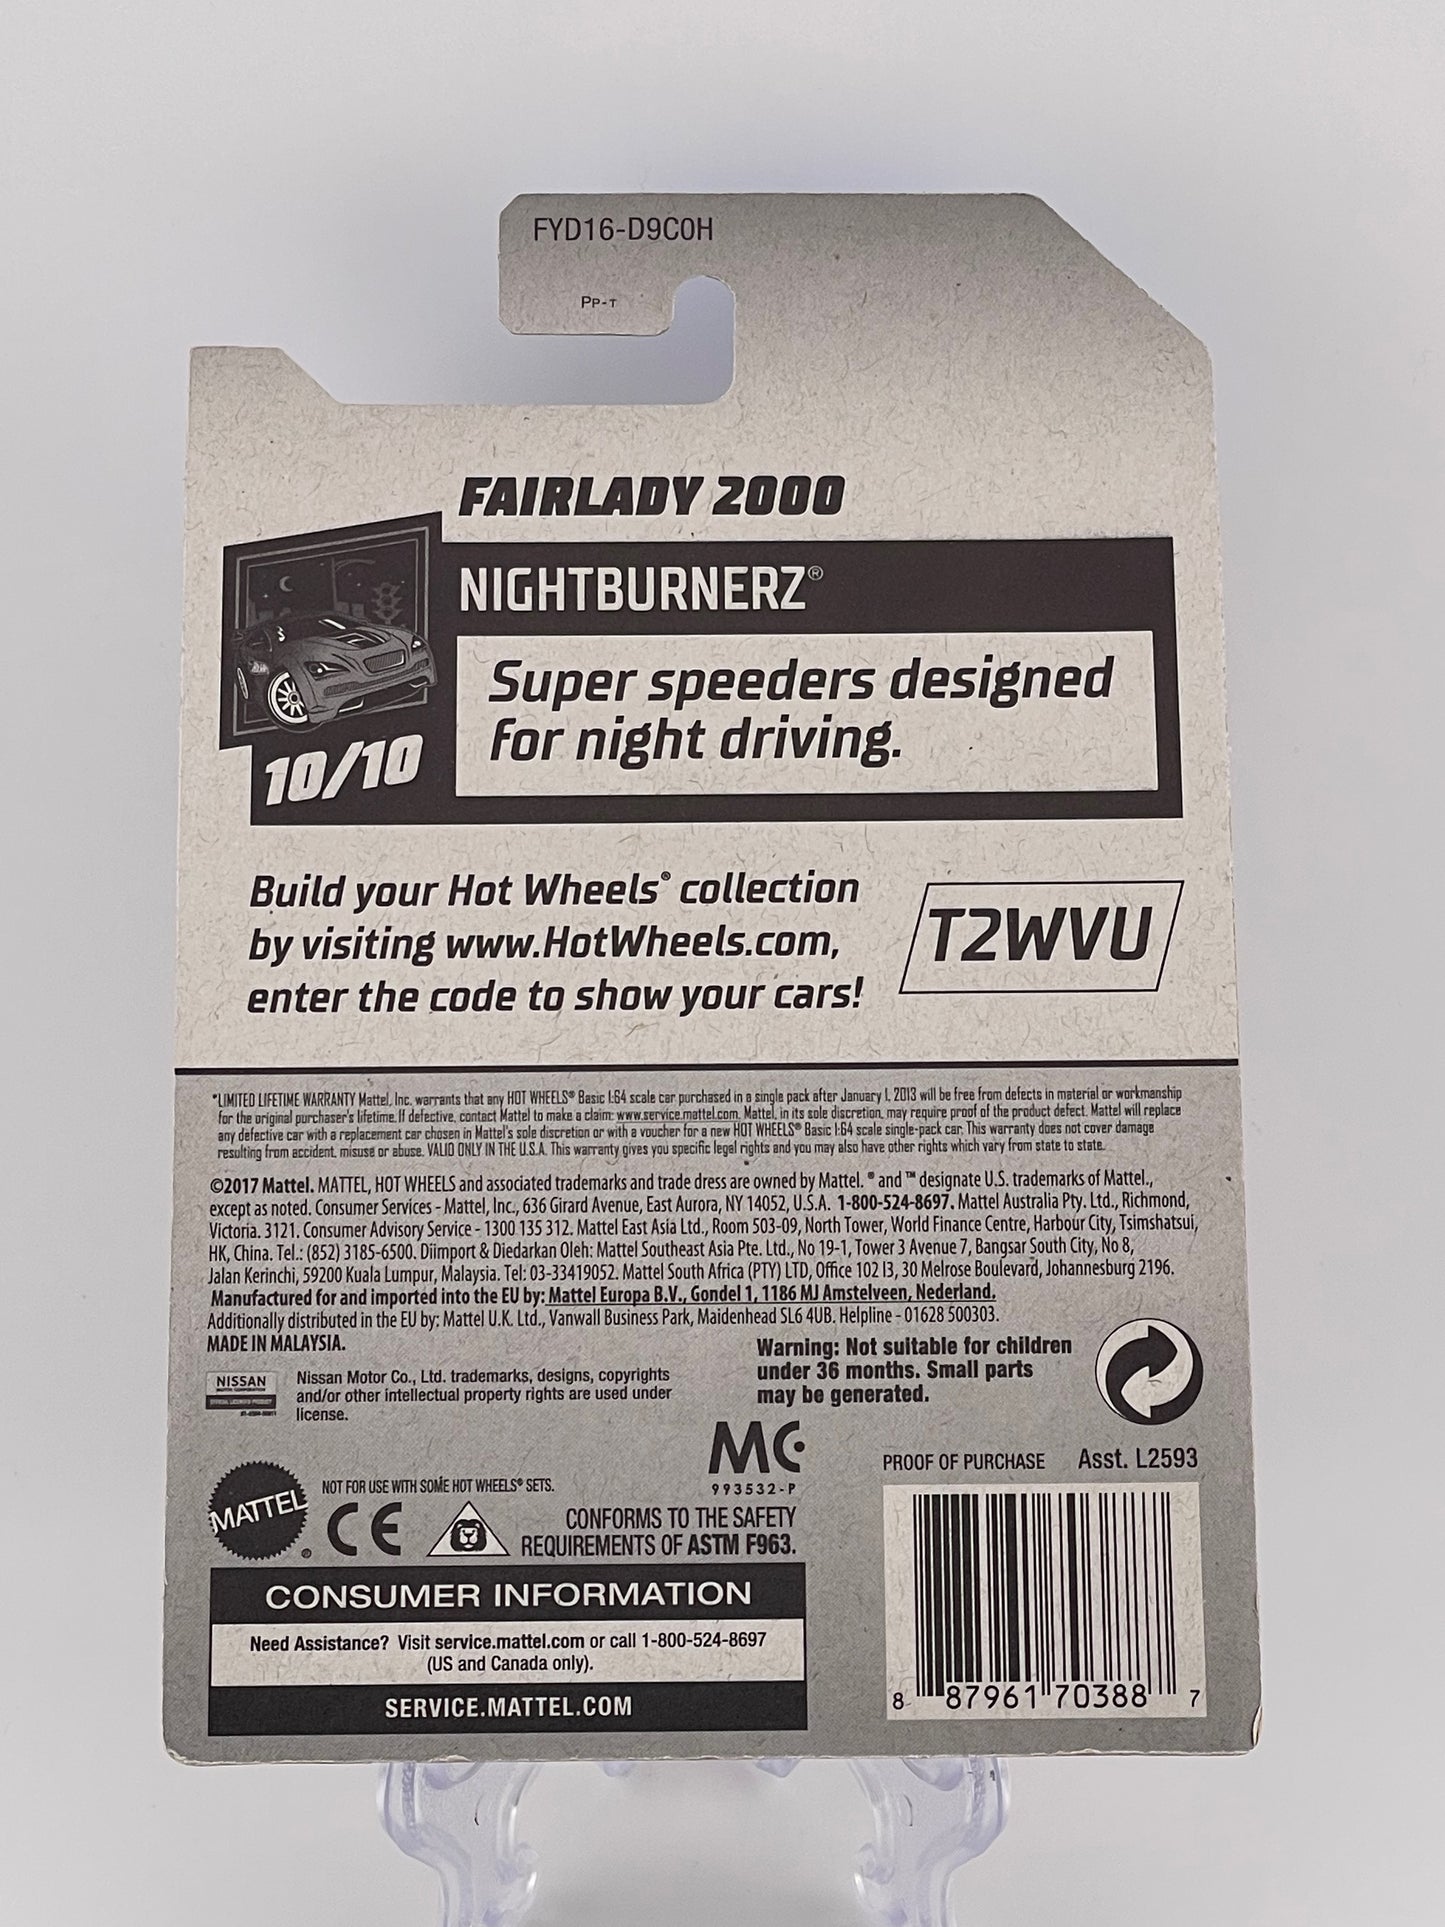 FYD16-D9C0H
PP-T
FAIRLADY 2000
NIGHTBURNERZ®
Super speeders designed
for night driving.
10/10
Build your Hot Wheels® collection
by visiting www.HotWheels.com,
enter the code to show your cars!
T2WVU
*LIMITED LIFETIME WARRANTY Mattel, Inc. warrants that any HOT WHEELS® Basic 1:64 scale car purchased in a single pack after January 1, 2013 will be free from defects in material or workmanship
for the original purchaser's lifetime. If defective, contact Mattel to make a claim: www.service.mattel.com. Mattel, in its sole discretion, may require proof of the product defect. Mattel will replace
any defective car with a replacement car chosen in Mattel's sole discretion or with a voucher for a new HOT WHEELS® Basic 1:64 scale single-pack car. This warranty does not cover damage
resulting from accident, misuse or abuse. VALID ONLY IN THE U.S.A. This warranty gives you specific legal rights and you may also have other rights which vary from state to state.
©2017 Mattel. MATTEL, HOT WHEELS and associated trademarks and trade dress are owned by Mattel. ® and ™ designate U.S. trademarks of Mattel.,
except as noted. Consumer Services - Mattel, Inc., 636 Girard Avenue, East Aurora, NY 14052, U.S.A. 1-800-524-8697. Mattel Australia Pty. Ltd., Richmond,
Victoria. 3121. Consumer Advisory Service - 1300 135 312. Mattel East Asia Ltd., Room 503-09, North Tower, World Finance Centre, Harbour City, Tsimshatsui,
HK, China. Tel.: (852) 3185-6500. Diimport & Diedarkan Oleh: Mattel Southeast Asia Pte. Ltd., No 19-1, Tower 3 Avenue 7, Bangsar South City, No 8,
Jalan Kerinchi, 59200 Kuala Lumpur, Malaysia. Tel: 03-33419052. Mattel South Africa (PTY) LTD, Office 102 I3, 30 Melrose Boulevard, Johannesburg 2196.
Manufactured for and imported into the EU by: Mattel Europa B.V., Gondel 1, 1186 MJ Amstelveen, Nederland.
Additionally distributed in the EU by: Mattel U.K. Ltd., Vanwall Business Park, Maidenhead SL6 4UB. Helpline - 01628 500303.
MADE IN MALAYSIA.
Warning: Not suitable for children
under 36 months. Small parts
may be generated.
NISSAN
Nissan Motor Co., Ltd. trademarks, designs, copyrights
and/or other intellectual property rights are used under
license.
MC
993532-P
PROOF OF PURCHASE Asst. L2593
MATTEL®
NOT FOR USE WITH SOME HOT WHEELS® SETS.
CE
CONFORMS TO THE SAFETY
REQUIREMENTS OF ASTM F963.
CONSUMER INFORMATION
Need Assistance? Visit service.mattel.com or call 1-800-524-8697
(US and Canada only).
SERVICE.MATTEL.COM
8 87961 70388 7